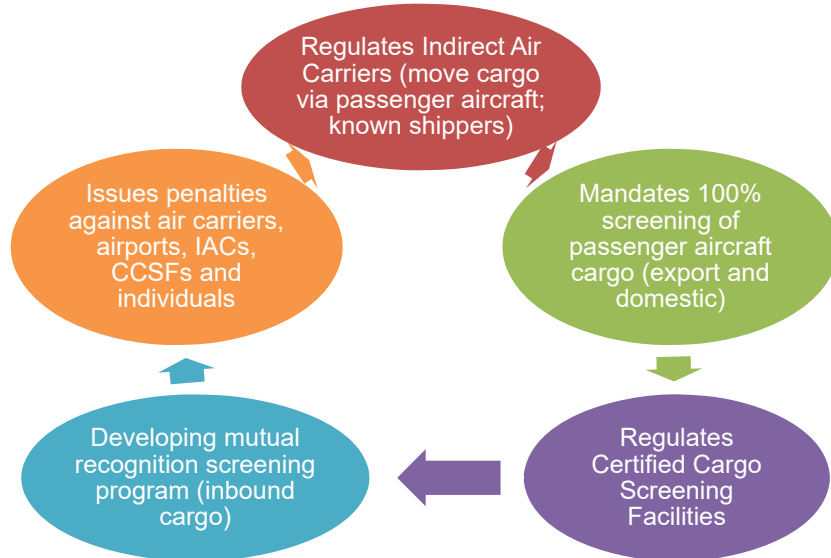 Regulates Indirect Air
Carriers (move cargo
via passenger aircraft;
known shippers)
Mandates 100%
screening of
passenger aircraft
cargo (export and
domestic)
Regulates
Certified Cargo
Screening
Facilities
Developing mutual
recognition screening
program (inbound
cargo)
Issues penalties
against air carriers,
airports, IACs,
CCSFs and
individuals